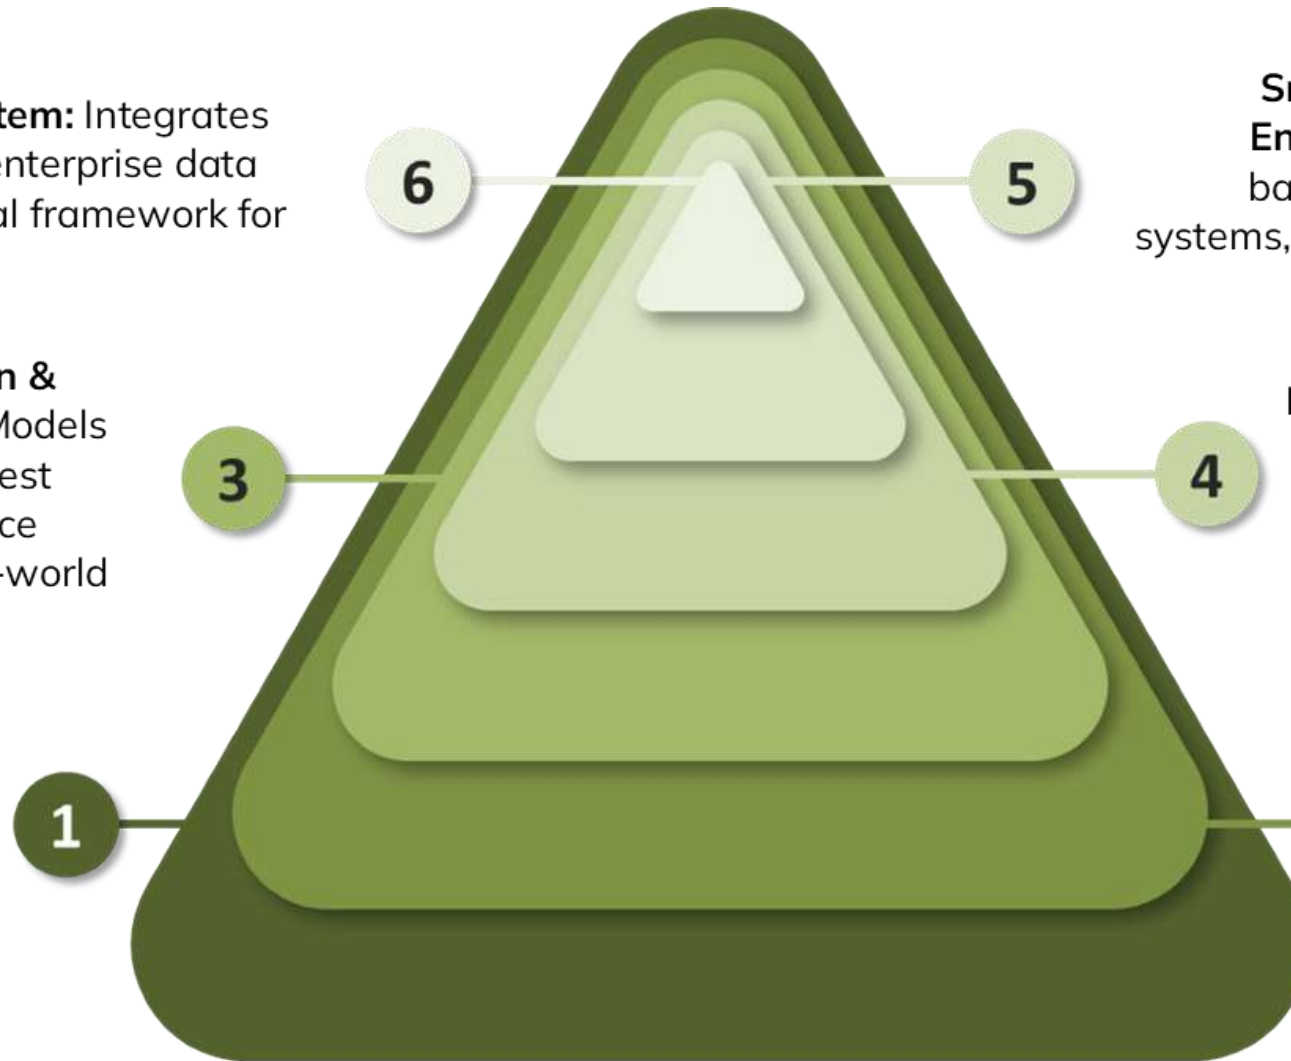 tem: Integrates
enterprise data
al framework for
6
5
En
ba
systems,
n &
Models
est
ce
-world
3
4
1